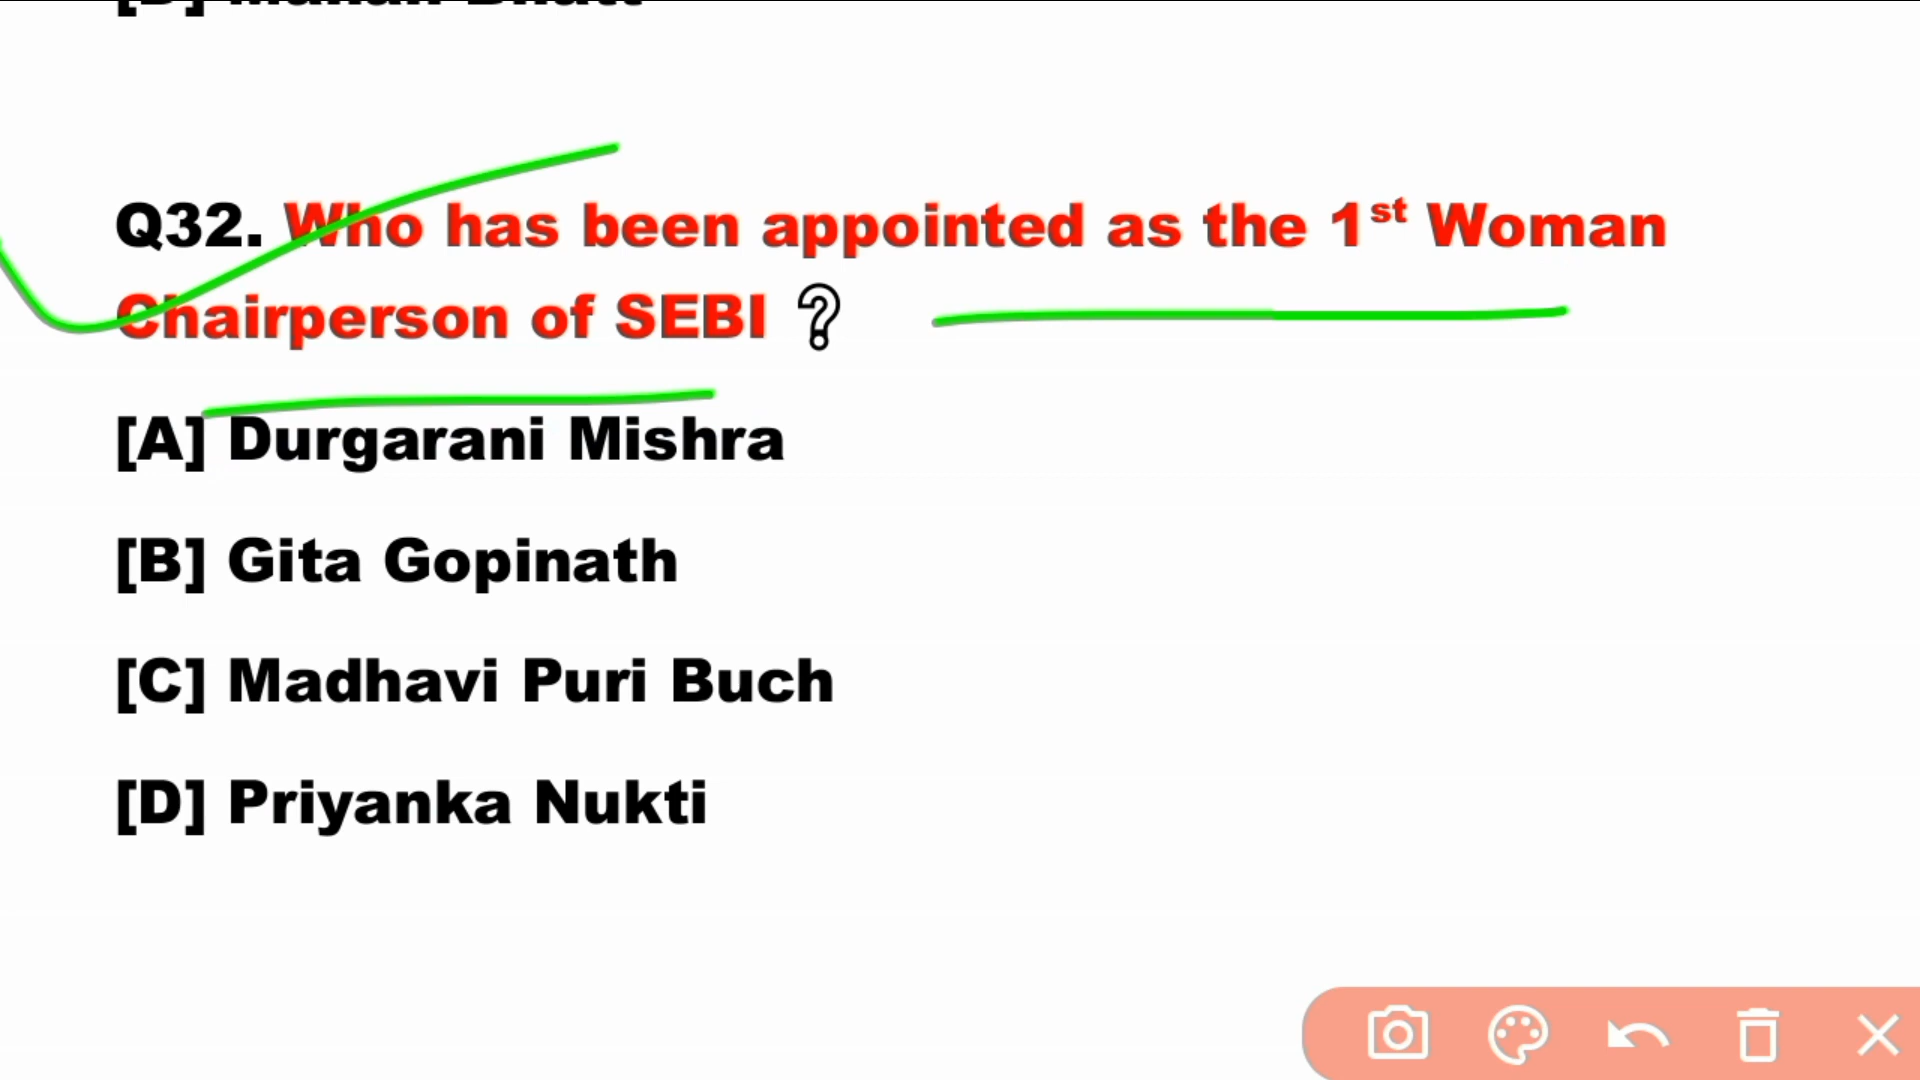 Q32. Who has been appointed as the 1st Woman
Chairperson of SEBI ?
[A] Durgarani Mishra
[B] Gita Gopinath
[C] Madhavi Puri Buch
[D] Priyanka Nukti